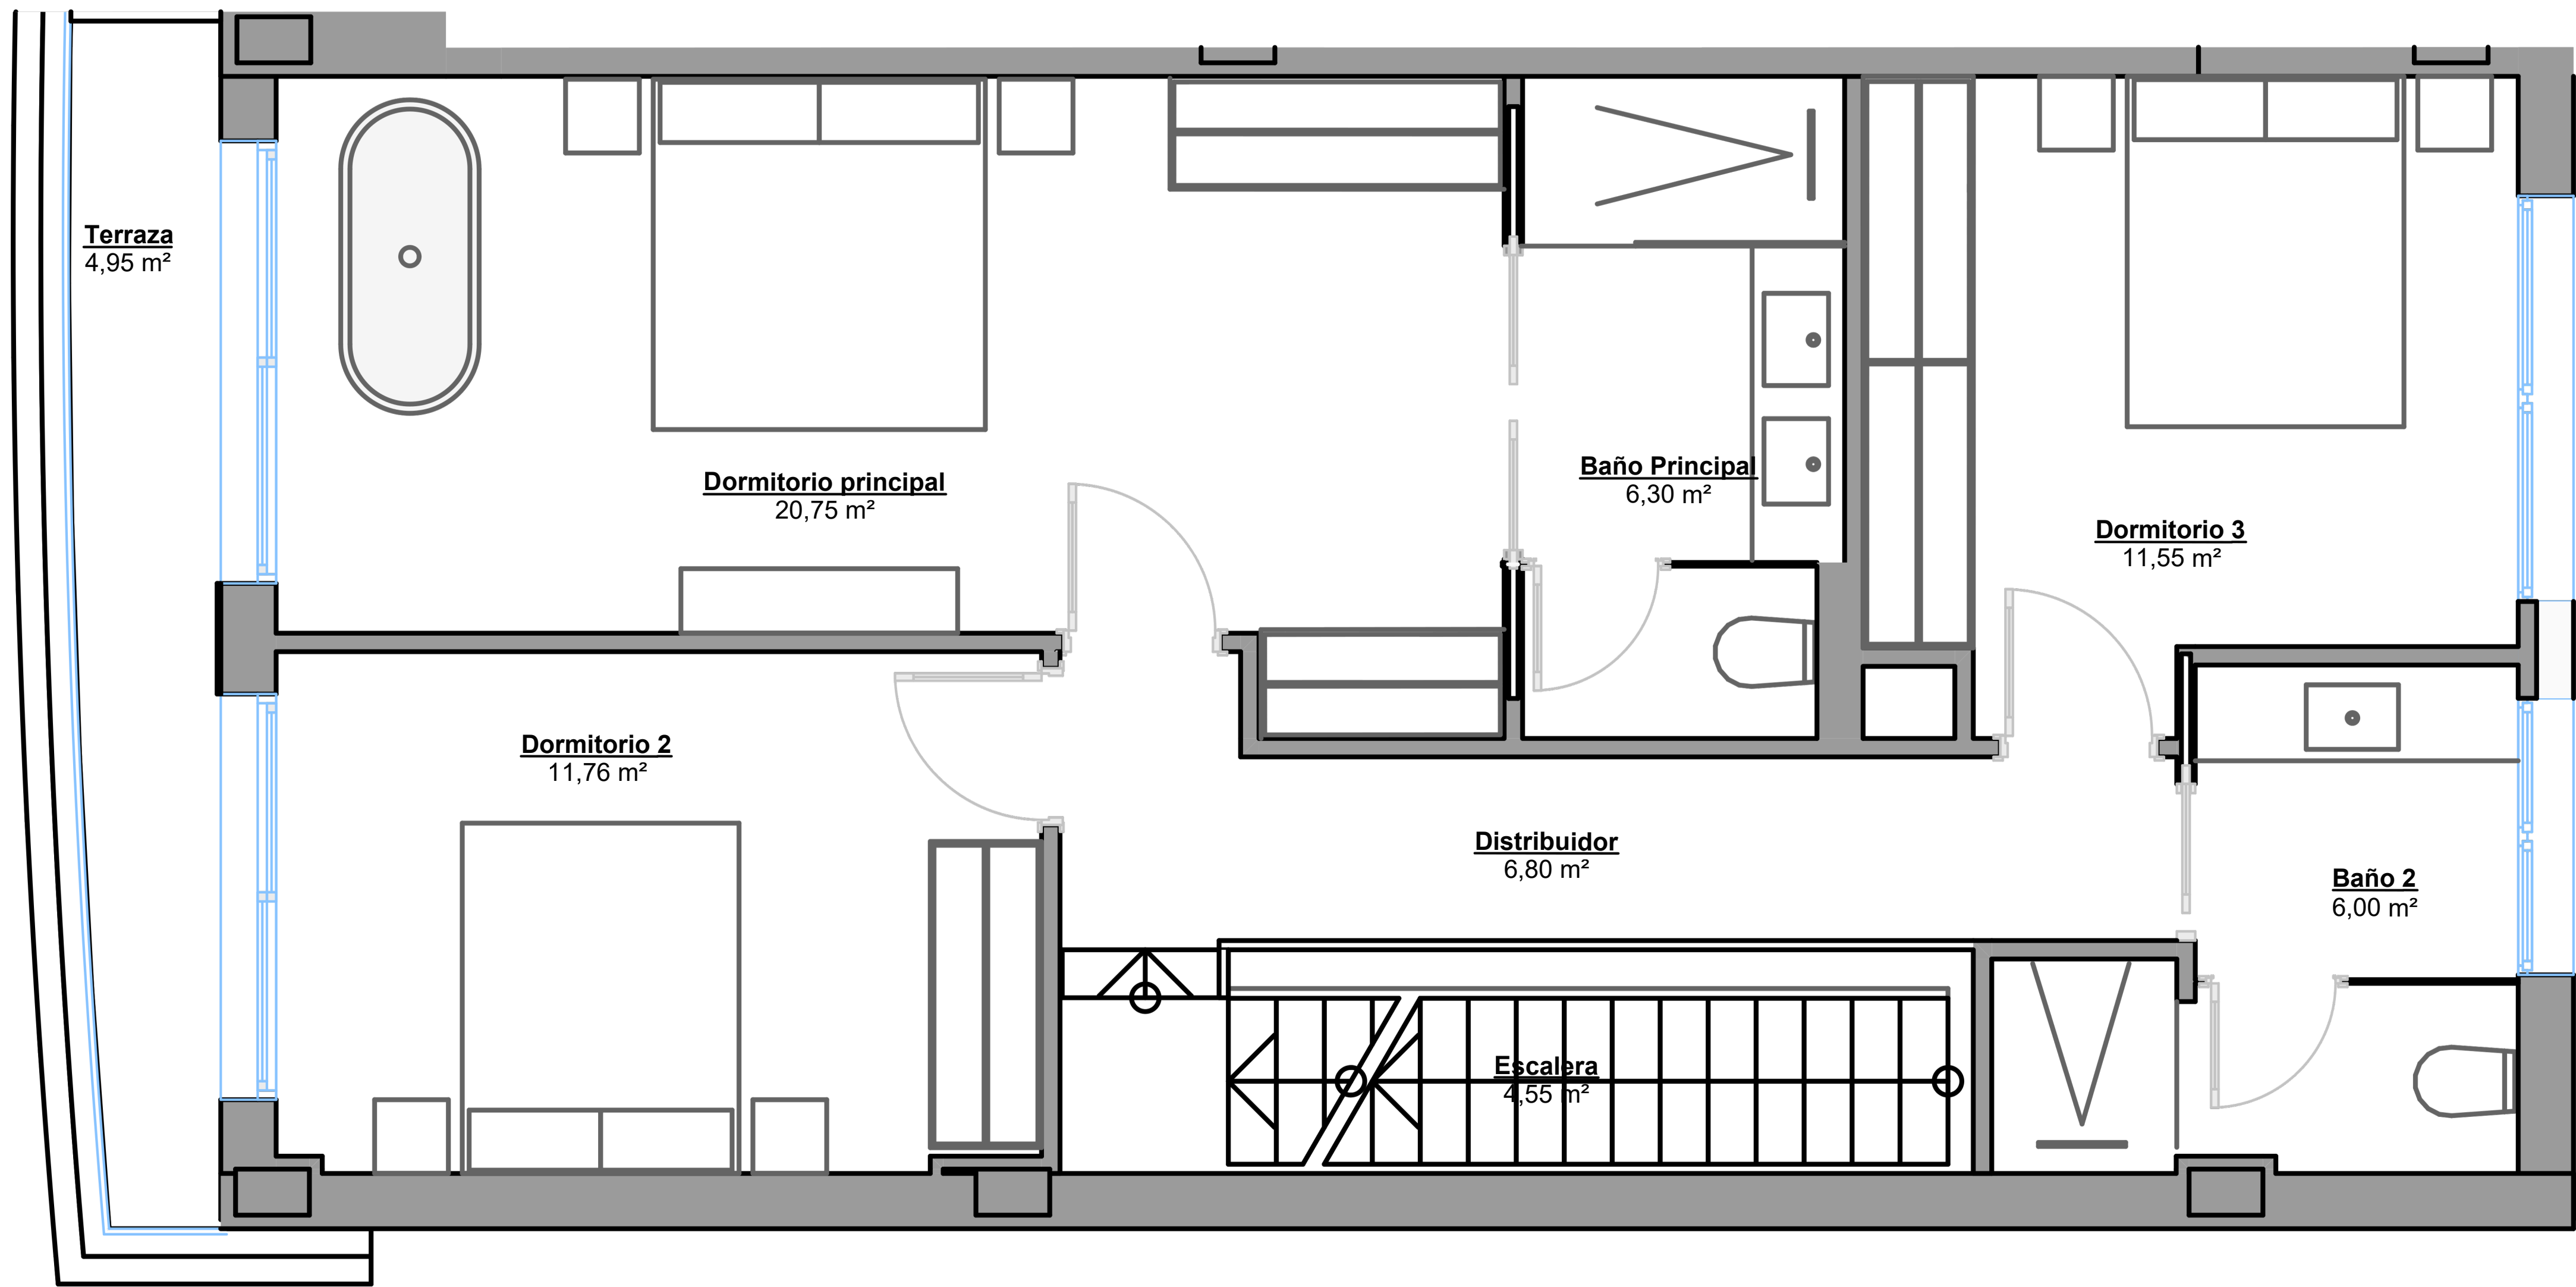 Terraza
4,95 m²
Dormitorio principal
20,75 m²
Baño Principal
6,30 m²
Dormitorio 3
11,55 m²
Dormitorio 2
11,76 m²
Distribuidor
6,80 m²
Baño 2
6,00 m²
Escalera
4,55 m²